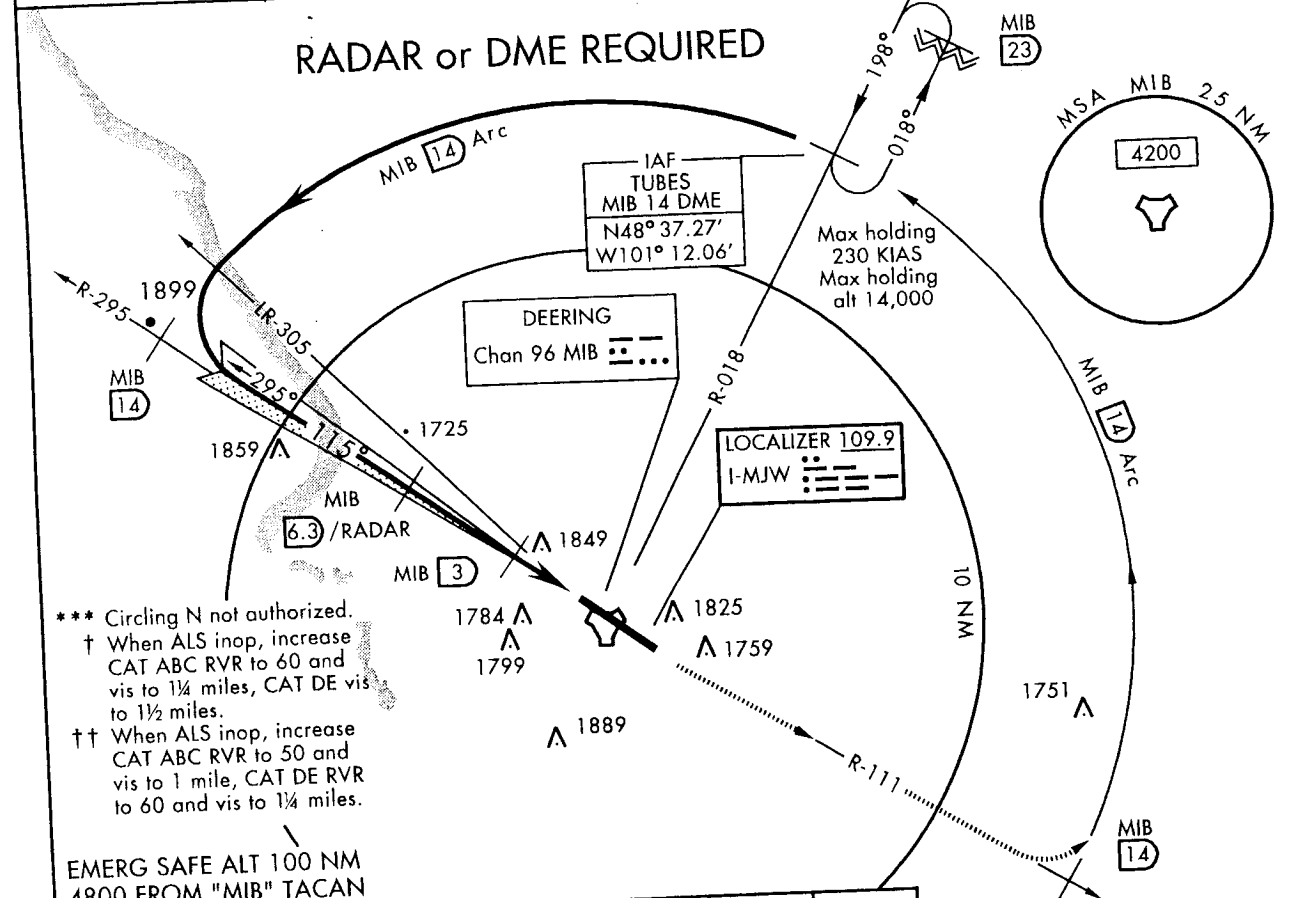 RADAR or DME REQUIRED
MIB
23
198°
018°
MSA MIB 25 NM
4200
MIB 14 Arc
IAF
TUBES
MIB 14 DME
N48° 37.27'
W101° 12.06'
Max holding
230 KIAS
Max holding
alt 14,000
R-295
1899
LR-305
DEERING
Chan 96 MIB
R-018
MIB
14
295°
115°
1725
1859
MIB 14 Arc
LOCALIZER 109.9
I-MJW
MIB
6.3 /RADAR
1849
MIB 3
10 NM
1784
1825
1799
1759
*** Circling N not authorized.
† When ALS inop, increase
CAT ABC RVR to 60 and
vis to 1¼ miles, CAT DE vis
to 1½ miles.
†† When ALS inop, increase
CAT ABC RVR to 50 and
vis to 1 mile, CAT DE RVR
to 60 and vis to 1¼ miles.
1751
1889
R-111
MIB
14
EMERG SAFE ALT 100 NM
4800 FROM "MIB" TACAN